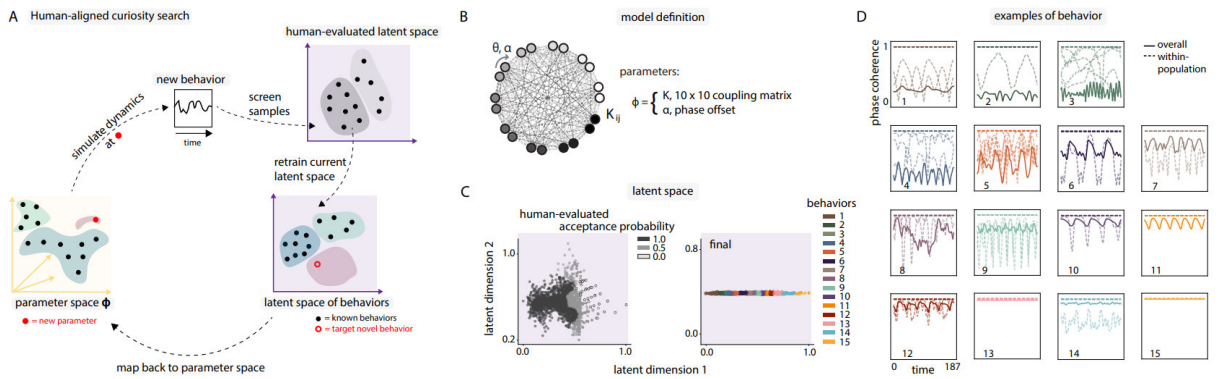 A Human-aligned curiosity search
human-evaluated latent space
new behavior
screen
samples
simulate dynamics
at
time
retrain current
latent space
parameter space ϕ
= new parameter
latent space of behaviors
= known behaviors
= target novel behavior
map back to parameter space
B model definition
θ, α
K ij
parameters:
ϕ = { K, 10 x 10 coupling matrix
α, phase offset
C latent space
human-evaluated
acceptance probability
1.0
0.5
0.0
latent dimension 2
1.0
0.2
0.0 1.0
final
0.8
0.0
0.0 1.0
latent dimension 1
behaviors
1
2
3
4
5
6
7
8
9
10
11
12
13
14
15
D examples of behavior
phase coherence
1
0
overall
within-
population
1 2 3
4 5 6 7
8 9 10 11
12 13 14 15
0 time 187